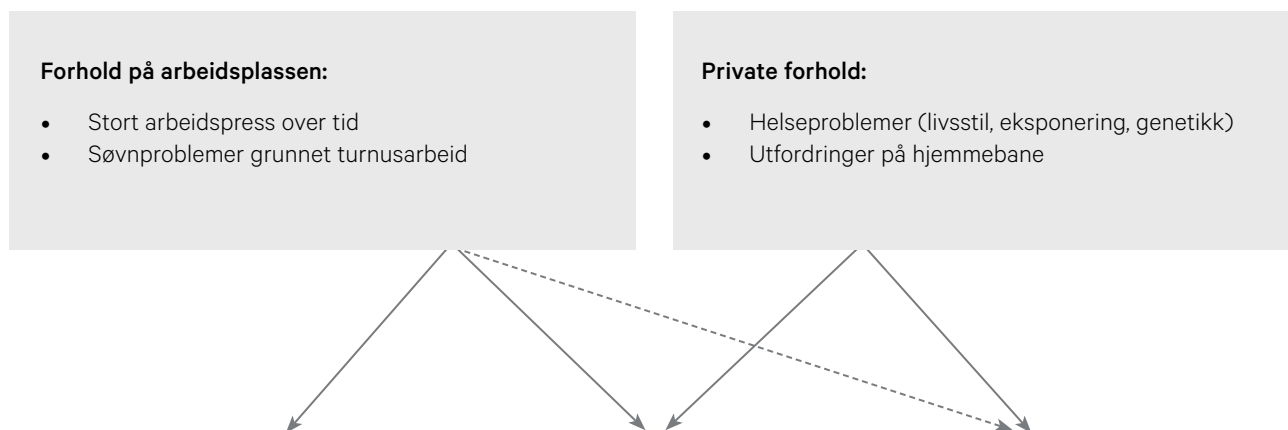 Forhold på arbeidsplassen:
• Stort arbeidspress over tid
• Søvnproblemer grunnet turnusarbeid
Private forhold:
• Helseproblemer (livsstil, eksponering, genetikk)
• Utfordringer på hjemmebane